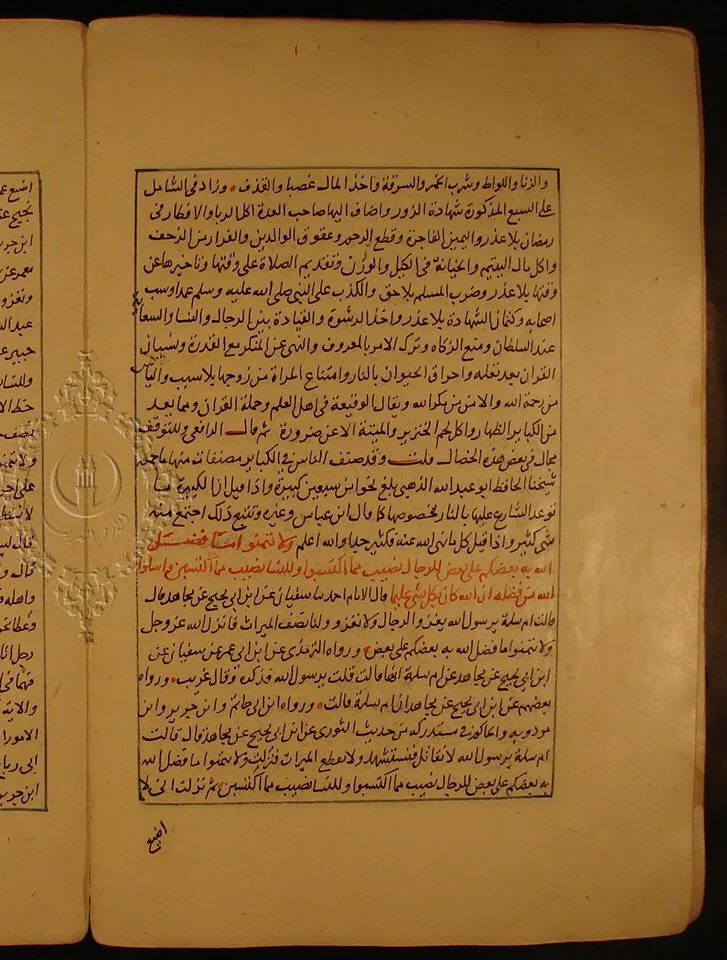 والزنا واللواط وشرب الخمر والسرقة واخذ المال غصبا والقذف وزاد في الشامل
على السبع المذكورة شهادة الزور واضاف اليها صاحب العدة اكل الربا والافطار في
رمضان بلا عذر واليمين الفاجرة وقطع الرحم وعقوق الوالدين والفرار من الزحف
واكل مال اليتيم والخيانة في الكيل والوزن وتقديم الصلاة على وقتها وتاخيرها عن
وقتها بلا عذر وضرب المسلم بلا حق والكذب على النبي صلى الله عليه وسلم عمدا وسب
اصحابه وكتمان الشهادة بلا عذر واخذ الرشوة والقيادة بين الرجال والنسا والسعاية
عند السلطان ومنع الزكاه وترك الامر بالمعروف والنهي عن المنكر مع القدرة ونسيان
القران بعد تعلمه واحراق الحيوان بالنار وامتناع المراة من زوجها بلا سبب والياس
من رحمة الله والامن من مكر الله ويقال الوقيعة في اهل العلم وحملة القران ومما يعد
من الكباير الظهار واكل لحم الخنزير والميتة الا عن ضرورة ثم قال الرافعي وللتوقف
مجال في بعض هذه الخصال قلت وقد صنف الناس في الكباير مصنفات منها ما جمعه
شيخنا الحافظ ابو عبد الله الذهبي بلغ نحوا من سبعين كبيرة واذا قيل ان الكبيرة ما
توعد الشارع عليها بالنار بخصوصها كما قال ابن عباس وغيره وتتبع ذلك اجتمع منه
شي كثير واذا قيل كل ما نهى الله عنه فكثير جدا والله اعلم ولا تتمنوا ما فضل
الله به بعضكم على بعض للرجال نصيب مما اكتسبوا وللنسا نصيب مما اكتسبن واسالوا
الله من فضله ان الله كان بكل شي عليما قال الامام احمد ما سفيان عن ابن ابي نجيح عن مجاهد قال
قالت ام سلمة يرسول الله يغزو الرجال ولا نغزو ولنا نصف الميراث فانزل الله عز وجل
ولا تتمنوا ما فضل الله به بعضكم على بعض ورواه الترمذي عن ابن ابي عمر عن سفيان عن
ابن ابي نجيح عن مجاهد عن ام سلمة انها قالت قلت يرسول الله فذكره وقال غريب ورواه
بعضهم عن ابن ابي نجيح عن مجاهد ان ام سلمة قالت ورواه ابن ابي حاتم وابن جرير وابن
مردويه والحاكم في مستدركه من حديث الثوري عن ابن ابي نجيح عن مجاهد قال قالت
ام سلمة يرسول الله لا نقاتل فنستشهد ولا نعطع الميراث فنزلت ولا تتمنوا ما فضل الله
به بعضكم على بعض للرجال نصيب مما اكتسبوا وللنسا نصيب مما اكتسبن ثم نزلت اني لا
اضيع